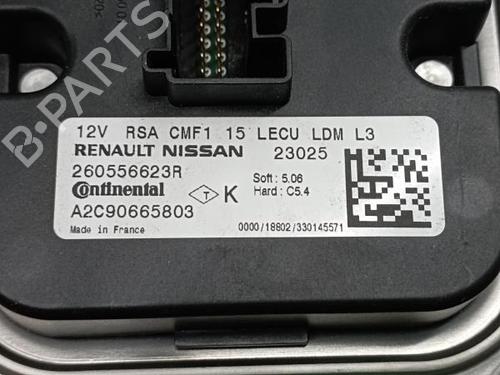 12V RSA CMF1 15 LECU LDM L3
RENAULT NISSAN 23025
260556623R
Soft : 5.06
Continental T K Hard : C5.4
A2C90665803
Made in France 0000/18802/330145571
B-PARTS